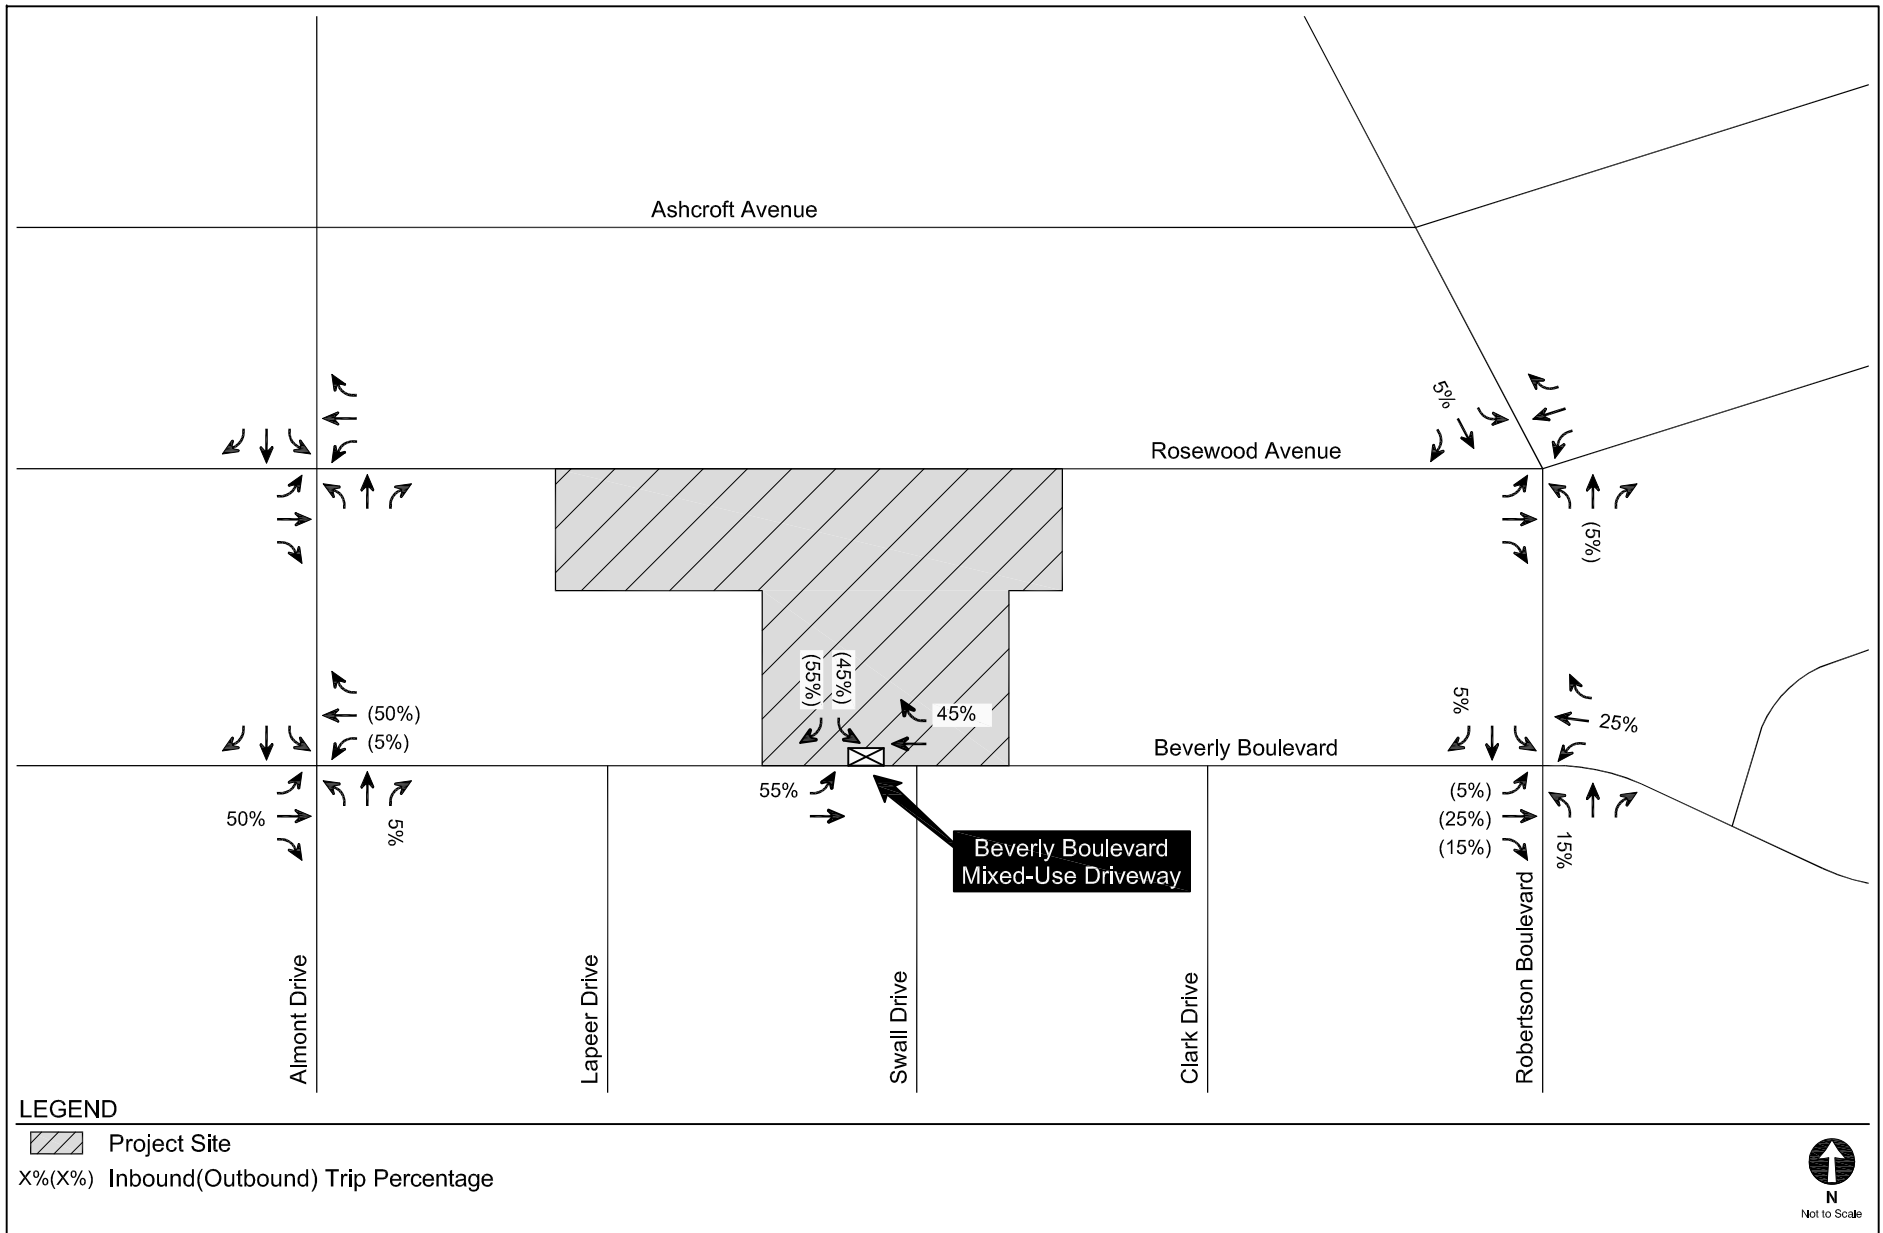 Ashcroft Avenue
5%
Rosewood Avenue
(5%)
(55%)
(45%)
45%
(50%)
(5%)
5%
25%
Beverly Boulevard
55%
50%
5%
(5%)
(25%)
(15%)
15%
Beverly Boulevard
Mixed-Use Driveway
Almont Drive
Lapeer Drive
Swall Drive
Clark Drive
Robertson Boulevard
LEGEND
Project Site
X%(X%) Inbound(Outbound) Trip Percentage
N
Not to Scale